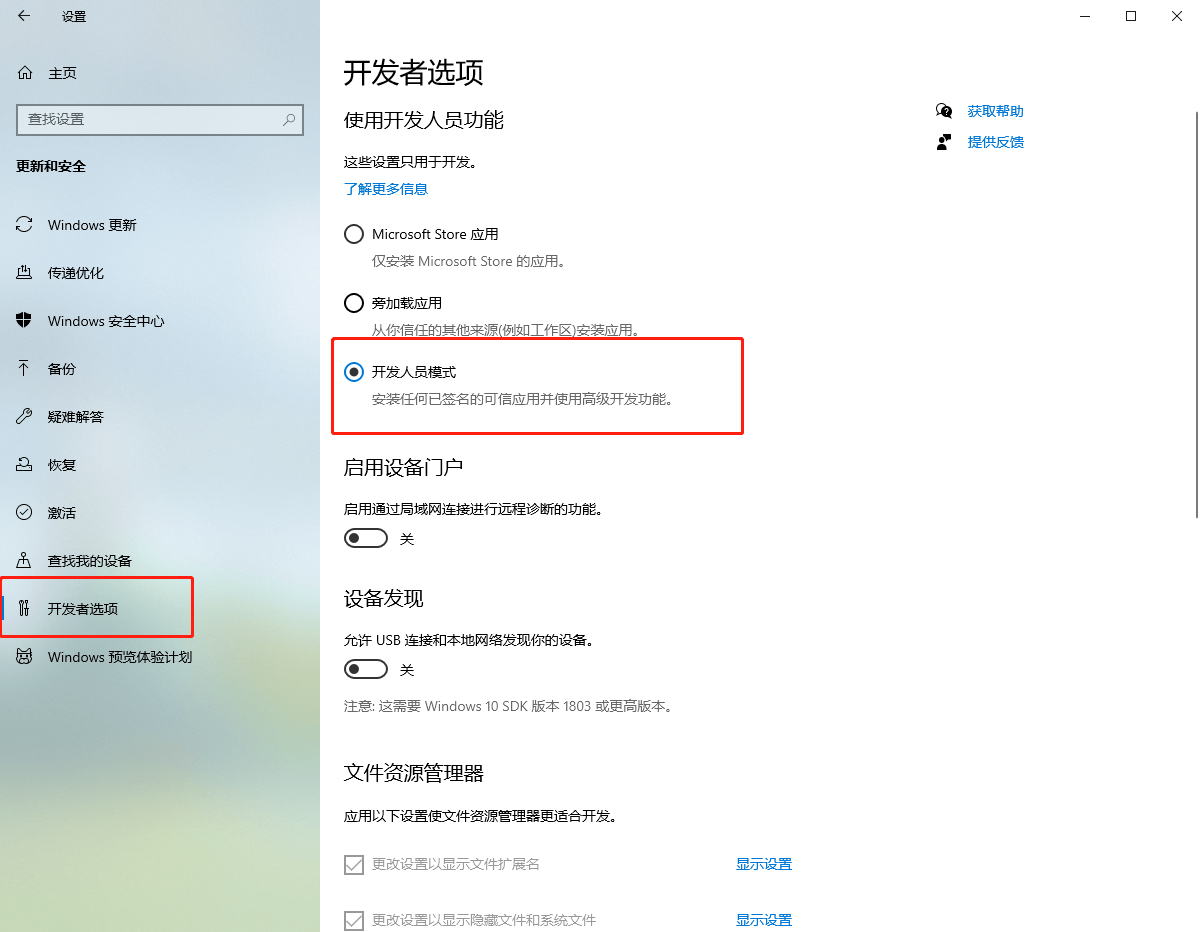 设置
主页
查找设置
更新和安全
Windows 更新
传递优化
Windows 安全中心
备份
疑难解答
恢复
激活
查找我的设备
开发者选项
Windows 预览体验计划
开发者选项
使用开发人员功能
这些设置只用于开发。
了解更多信息
Microsoft Store 应用
仅安装 Microsoft Store 的应用。
旁加载应用
从你信任的其他来源(例如工作区)安装应用。
开发人员模式
安装任何已签名的可信应用并使用高级开发功能。
启用设备门户
启用通过局域网连接进行远程诊断的功能。
关
设备发现
允许 USB 连接和本地网络发现你的设备。
关
注意: 这需要 Windows 10 SDK 版本 1803 或更高版本。
文件资源管理器
应用以下设置使文件资源管理器更适合开发。
更改设置以显示文件扩展名
显示设置
更改设置以显示隐藏文件和系统文件
显示设置
获取帮助
提供反馈